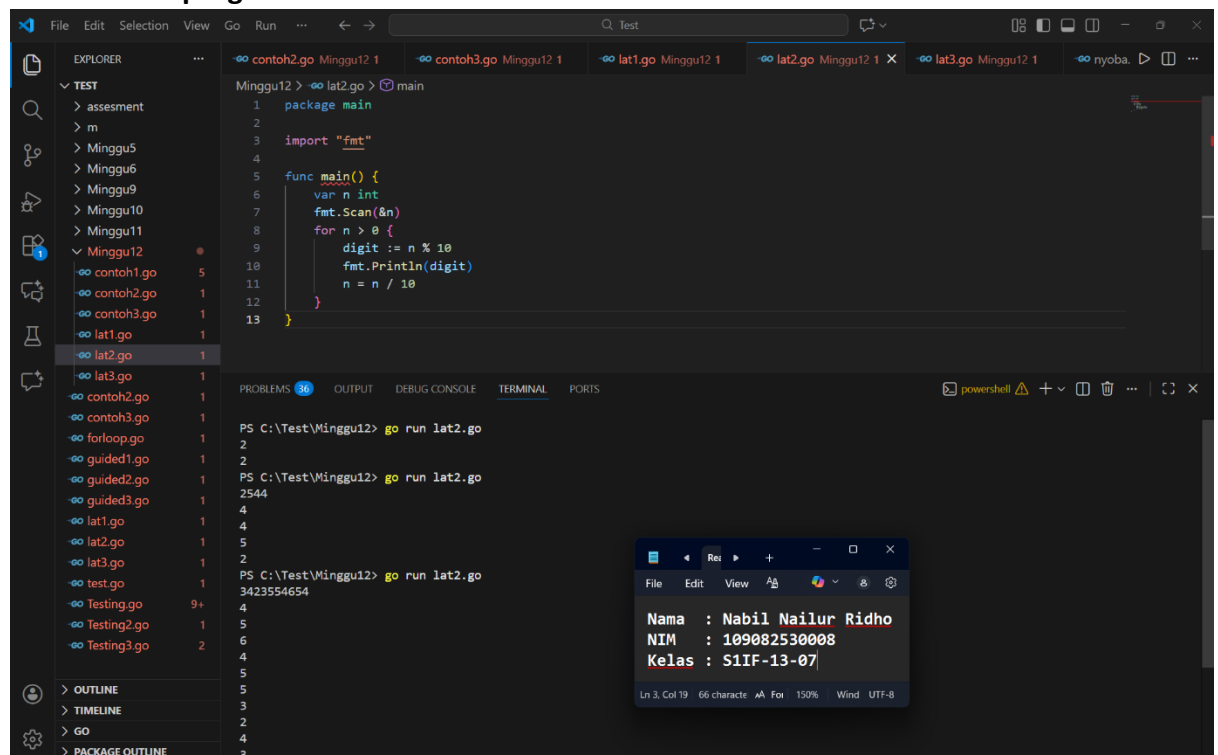 File Edit Selection View Go Run ··· Test
EXPLORER ···
TEST
assesment
m
Minggu5
Minggu6
Minggu9
Minggu10
Minggu11
Minggu12
contoh1.go 5
contoh2.go 1
contoh3.go 1
lat1.go 1
lat2.go 1
lat3.go 1
contoh2.go 1
contoh3.go 1
forloop.go 1
guided1.go 1
guided2.go 1
guided3.go 1
lat1.go 1
lat2.go 1
lat3.go 1
test.go 1
Testing.go 9+
Testing2.go 1
Testing3.go 2
OUTLINE
TIMELINE
GO
PACKAGE OUTLINE
contoh2.go Minggu12 1 contoh3.go Minggu12 1 lat1.go Minggu12 1 lat2.go Minggu12 1 lat3.go Minggu12 1 nyoba.
Minggu12 > lat2.go > main
1 package main
2
3 import "fmt"
4
5 func main() {
6 var n int
7 fmt.Scan(&n)
8 for n > 0 {
9 digit := n % 10
10 fmt.Println(digit)
11 n = n / 10
12 }
13 }
PROBLEMS 36 OUTPUT DEBUG CONSOLE TERMINAL PORTS powershell
PS C:\Test\Minggu12> go run lat2.go
2
2
PS C:\Test\Minggu12> go run lat2.go
2544
4
4
5
2
PS C:\Test\Minggu12> go run lat2.go
3423554654
4
5
6
4
5
5
3
2
4
3
File Edit View
Nama : Nabil Nailur Ridho
NIM : 109082530008
Kelas : S1IF-13-07
Ln 3, Col 19 66 characte 150% Wind UTF-8